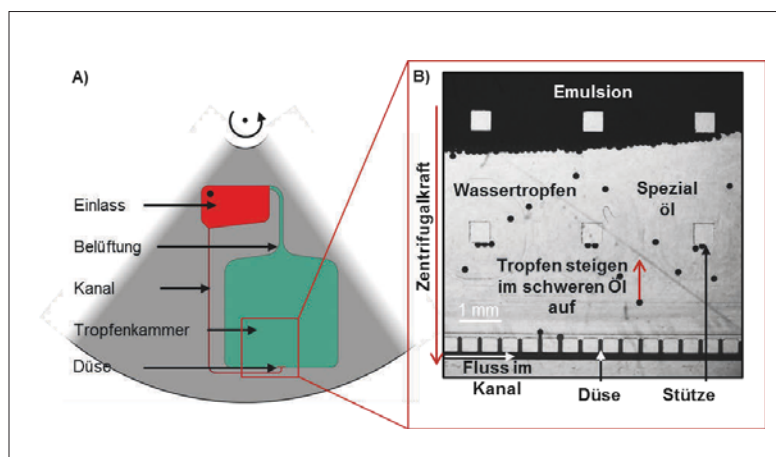 A)
Einlass
Belüftung
Kanal
Tropfenkammer
Düse
B)
Zentrifugalkraft
Emulsion
Wassertropfen
Spezial
öl
Tropfen steigen
im schweren Öl
auf
1 mm
Fluss im
Kanal
Düse
Stütze